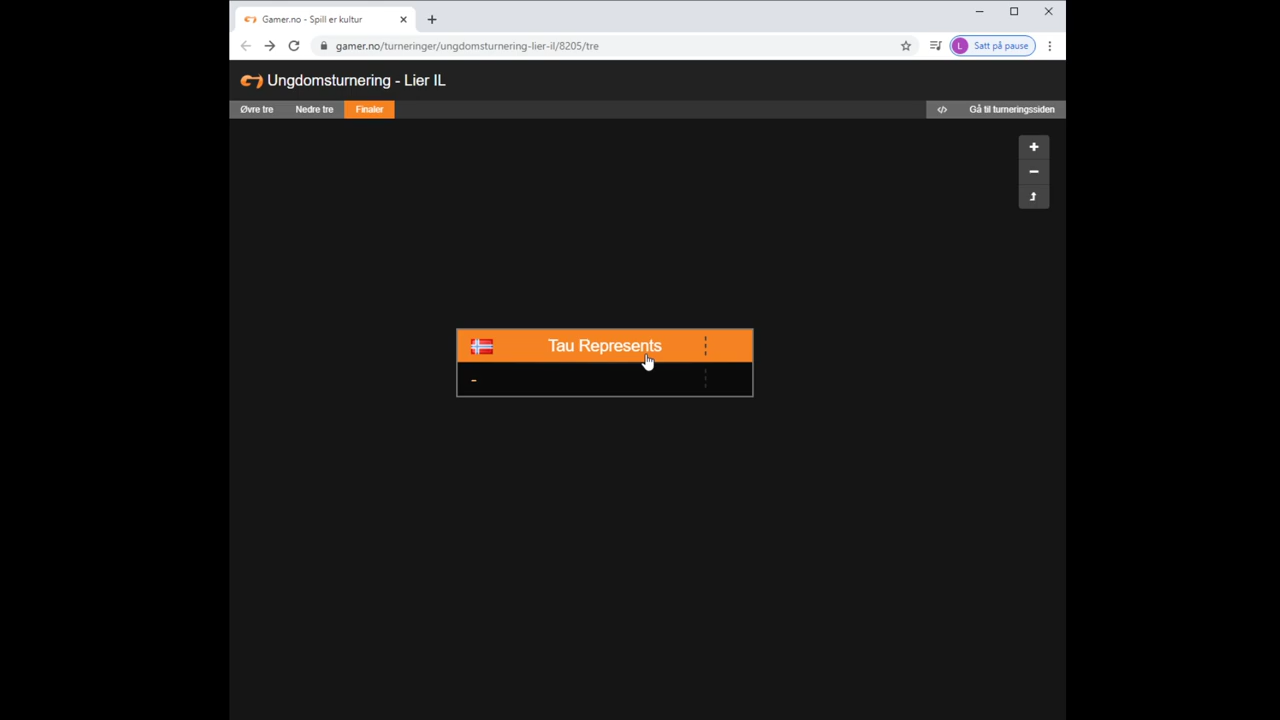 Gamer.no - Spill er kultur
gamer.no/turneringer/ungdomsturnering-lier-il/8205/tre
L Satt på pause
Ungdomsturnering - Lier IL
Øvre tre Nedre tre Finaler </> Gå til turneringssiden
Tau Represents
-